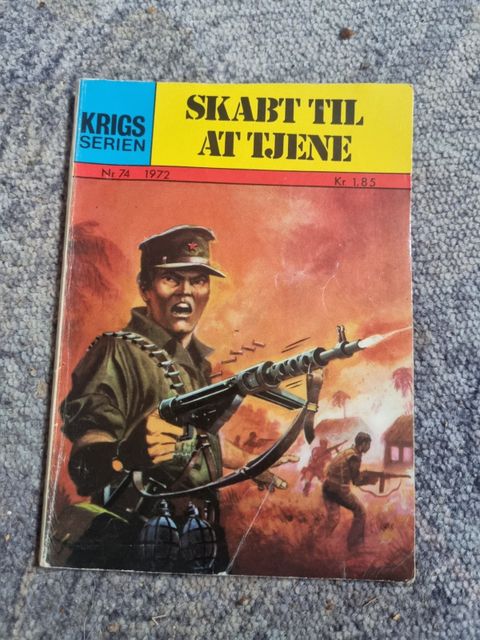 KRIGS
SERIEN
SKABT TIL
AT TJENE
Nr 74 1972
Kr 1.85